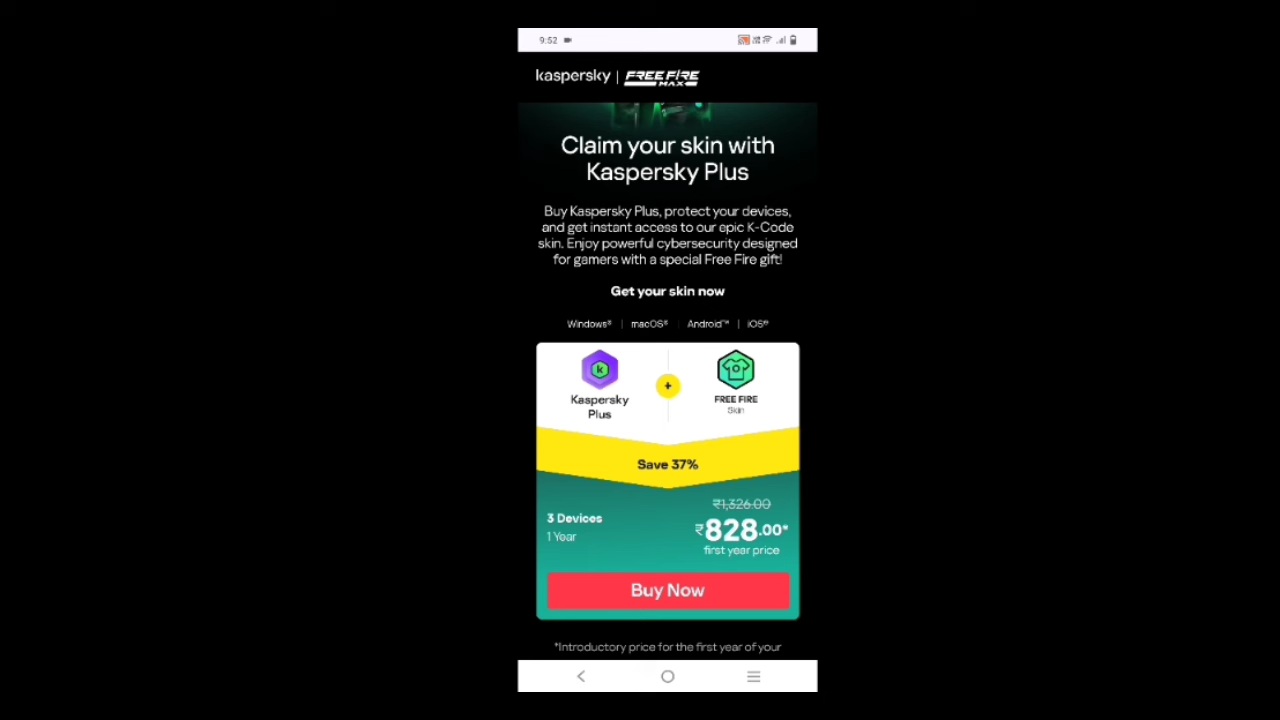 9:52
kaspersky | FREE FIRE
MAX
Claim your skin with
Kaspersky Plus
Buy Kaspersky Plus, protect your devices,
and get instant access to our epic K-Code
skin. Enjoy powerful cybersecurity designed
for gamers with a special Free Fire gift!
Get your skin now
Windows® | macOS® | Android™ | iOS®
Kaspersky
Plus
+
FREE FIRE
Skin
Save 37%
₹1,326.00
3 Devices
₹828.00*
1 Year
first year price
Buy Now
*Introductory price for the first year of your